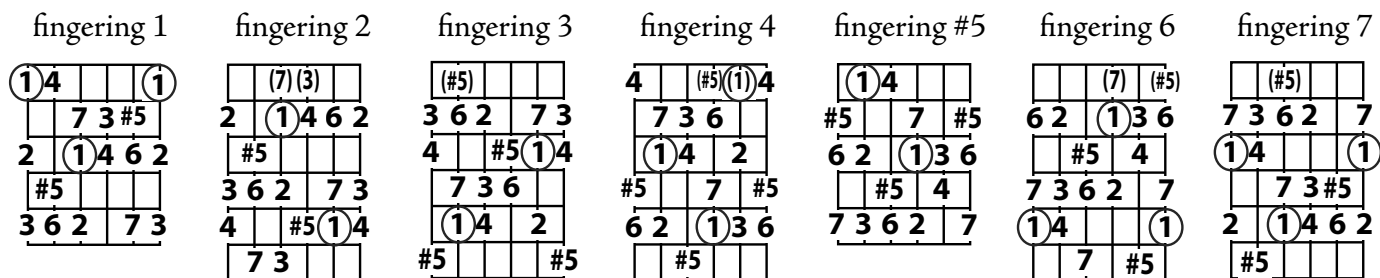 fingering 1
1 4 1
7 3 #5
2 1 4 6 2
#5
3 6 2 7 3
fingering 2
(7) (3)
2 1 4 6 2
#5
3 6 2 7 3
4 #5 1 4
7 3
fingering 3
(#5)
3 6 2 7 3
4 #5 1 4
7 3 6
1 4 2
#5 #5
fingering 4
4 (#5) (1) 4
7 3 6
1 4 2
#5 7 #5
6 2 1 3 6
#5
fingering #5
1 4
#5 7 #5
6 2 1 3 6
#5 4
7 3 6 2 7
fingering 6
(7) (#5)
6 2 1 3 6
#5 4
7 3 6 2 7
1 4 1
7 #5
fingering 7
(#5)
7 3 6 2 7
1 4 1
7 3 #5
2 1 4 6 2
#5